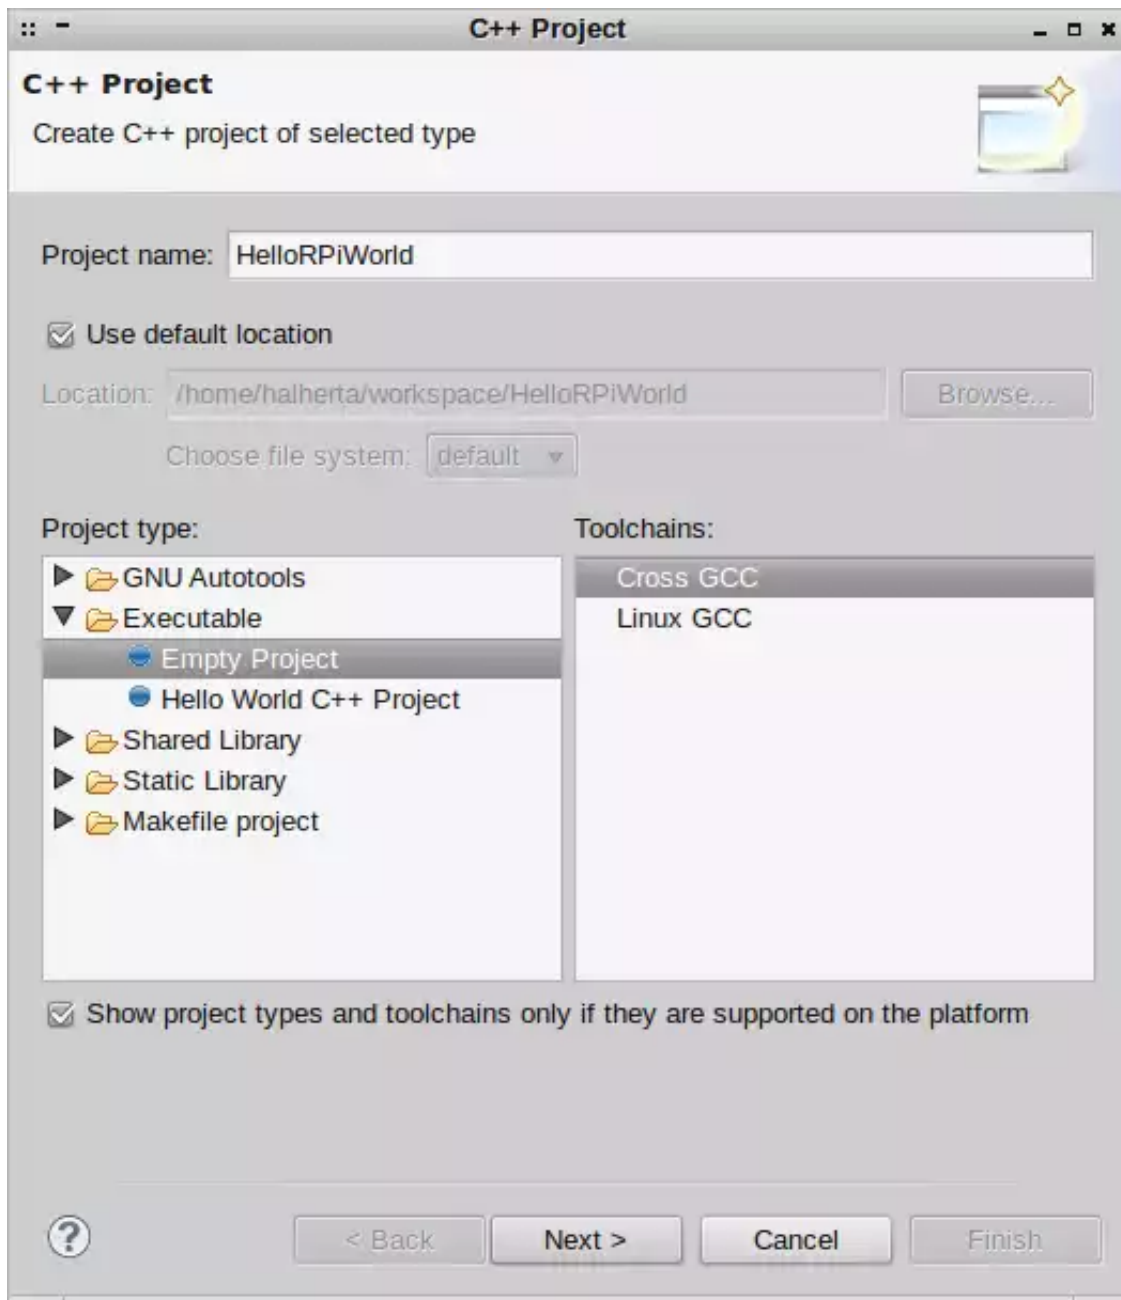 C++ Project
C++ Project
Create C++ project of selected type
Project name: HelloRPiWorld
Use default location
Location: /home/halherta/workspace/HelloRPiWorld Browse...
Choose file system: default
Project type: Toolchains:
GNU Autotools Cross GCC
Executable Linux GCC
Empty Project
Hello World C++ Project
Shared Library
Static Library
Makefile project
Show project types and toolchains only if they are supported on the platform
? < Back Next > Cancel Finish